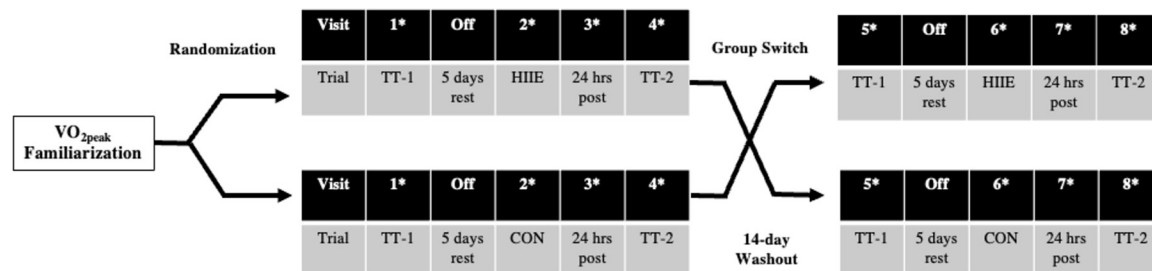 Randomization
Group Switch
VO2peak
Familiarization
Visit 1* Off 2* 3* 4*
Trial TT-1 5 days rest HIIE 24 hrs post TT-2
5* Off 6* 7* 8*
TT-1 5 days rest HIIE 24 hrs post TT-2
Visit 1* Off 2* 3* 4*
Trial TT-1 5 days rest CON 24 hrs post TT-2
14-day
Washout
5* Off 6* 7* 8*
TT-1 5 days rest CON 24 hrs post TT-2